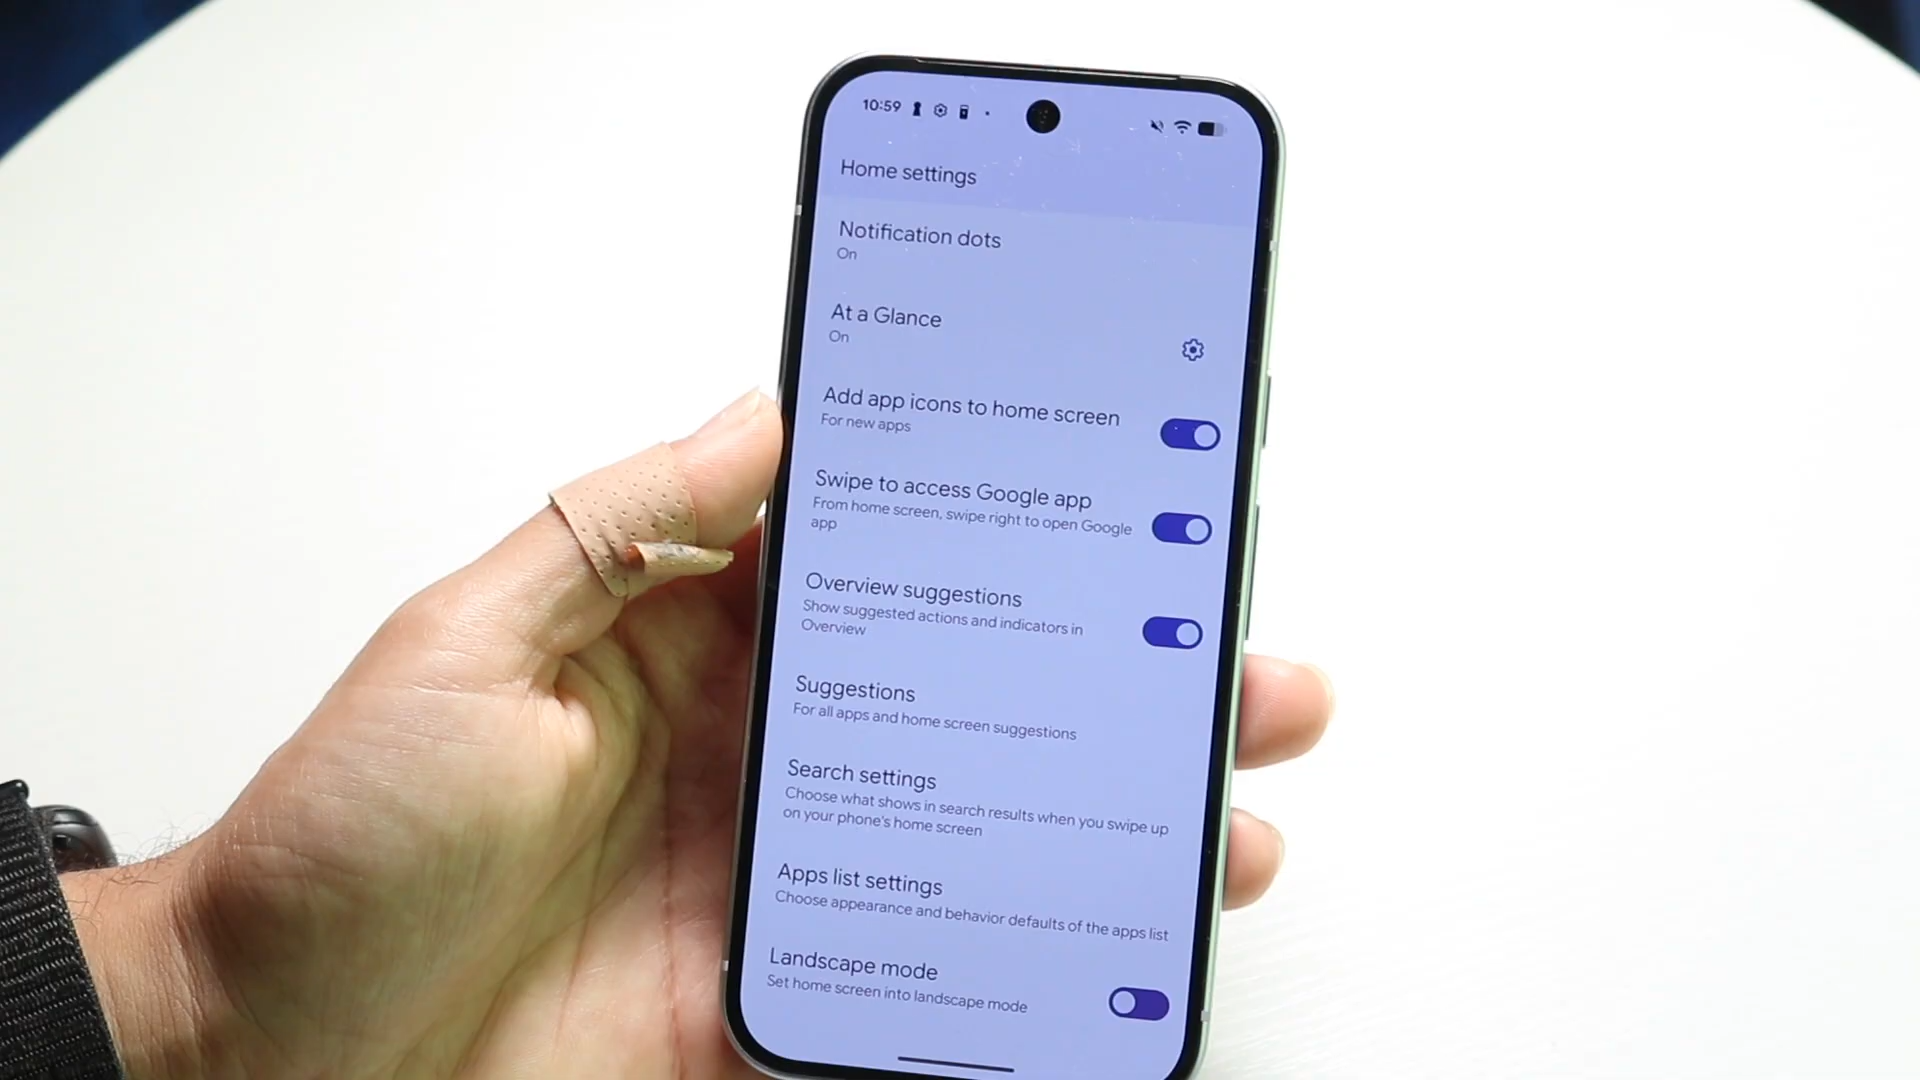 10:59
Home settings
Notification dots
On
At a Glance
On
Add app icons to home screen
For new apps
Swipe to access Google app
From home screen, swipe right to open Google
app
Overview suggestions
Show suggested actions and indicators in
Overview
Suggestions
For all apps and home screen suggestions
Search settings
Choose what shows in search results when you swipe up
on your phone's home screen
Apps list settings
Choose appearance and behavior defaults of the apps list
Landscape mode
Set home screen into landscape mode